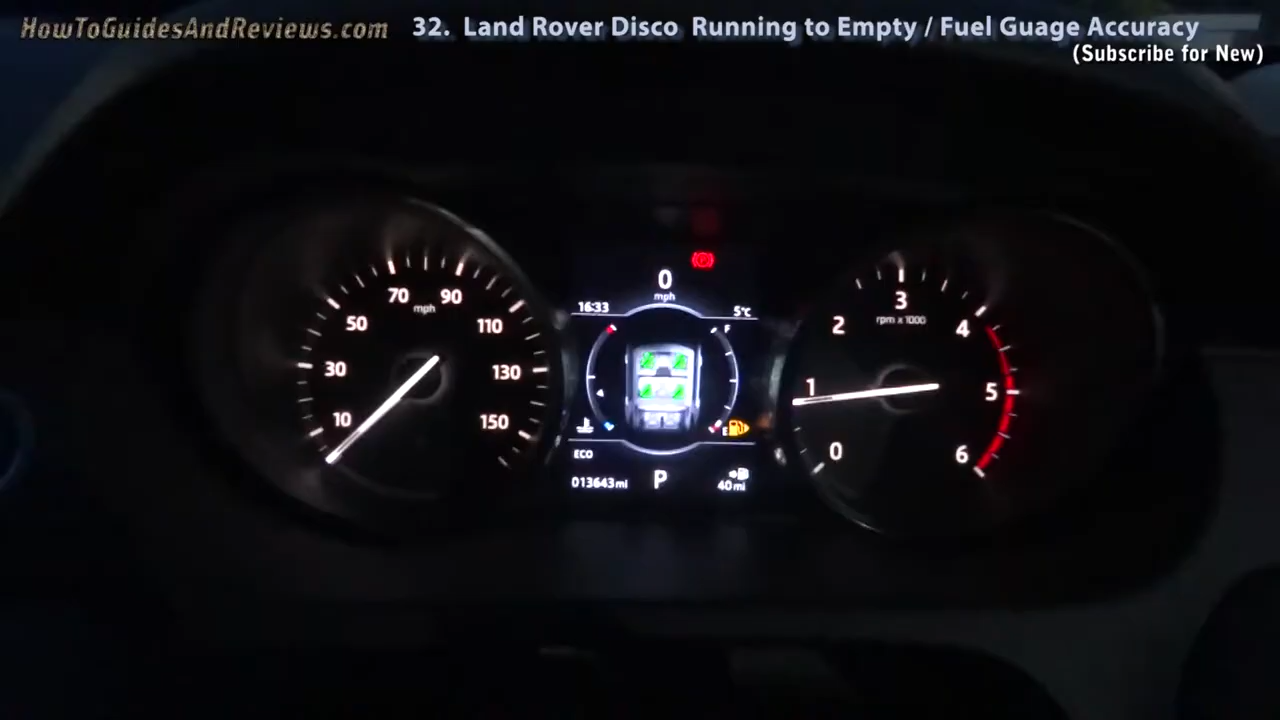 HowToGuidesAndReviews.com
32. Land Rover Disco Running to Empty / Fuel Guage Accuracy
(Subscribe for New)
0
mph
16:33 5°C
F
E
ECO
013643mi P 40mi
10 30 50 70 90 110 130 150
mph
0 1 2 3 4 5 6
rpm x 1000